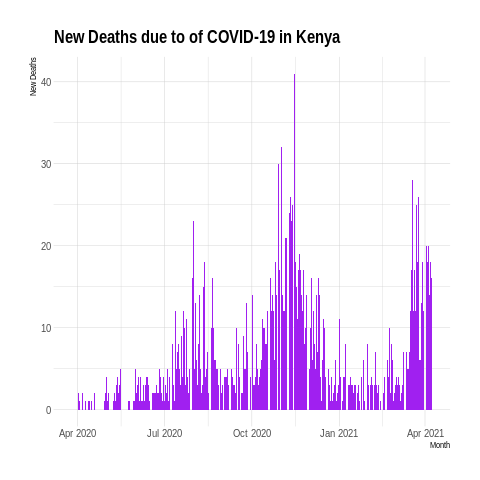 New Deaths due to of COVID-19 in Kenya
New Deaths
40
30
20
10
0
Apr 2020
Jul 2020
Oct 2020
Jan 2021
Apr 2021
Month